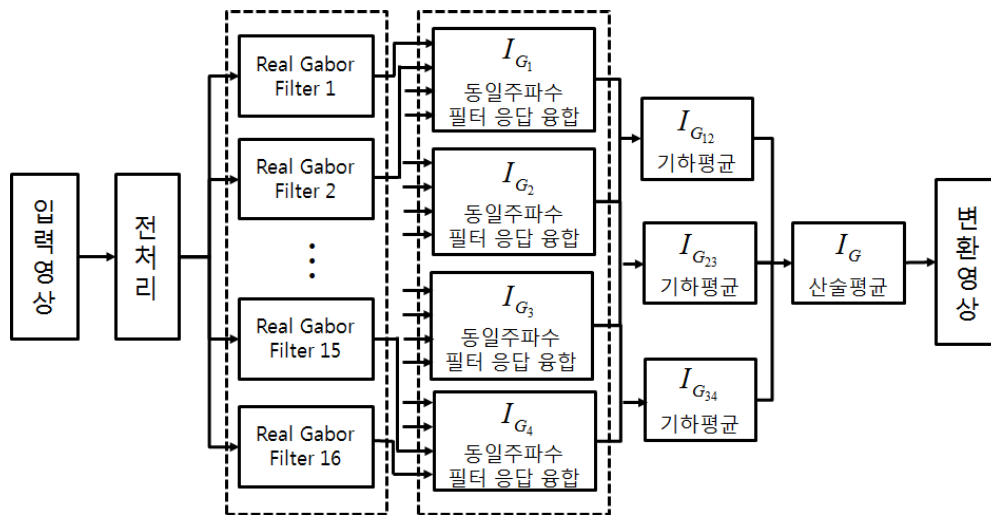 입력영상
전처리
Real Gabor
Filter 1
Real Gabor
Filter 2
Real Gabor
Filter 15
Real Gabor
Filter 16
I_{G_1}
동일주파수
필터 응답 융합
I_{G_2}
동일주파수
필터 응답 융합
I_{G_3}
동일주파수
필터 응답 융합
I_{G_4}
동일주파수
필터 응답 융합
I_{G_{12}}
기하평균
I_{G_{23}}
기하평균
I_{G_{34}}
기하평균
I_G
산술평균
변환영상